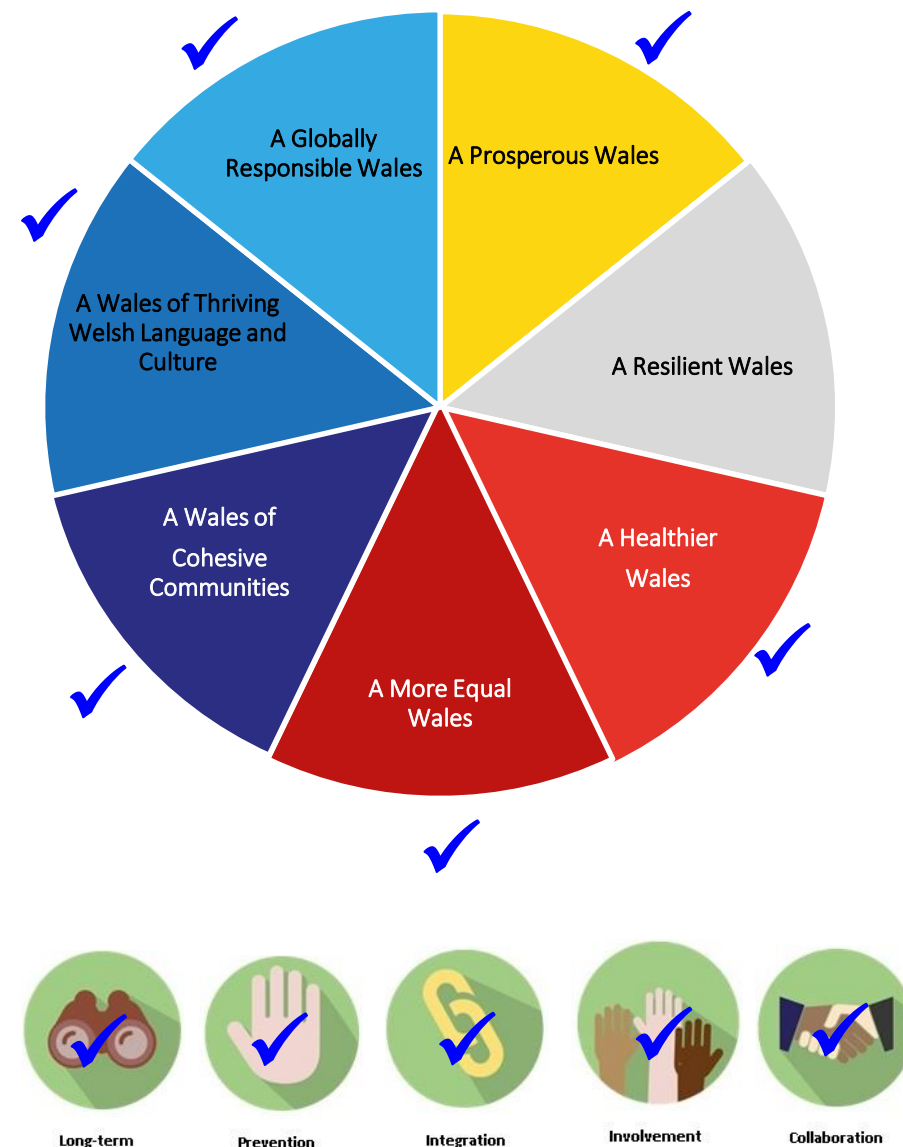 A Globally
Responsible Wales
A Prosperous Wales
A Wales of Thriving
Welsh Language and
Culture
A Resilient Wales
A Wales of
Cohesive
Communities
A Healthier
Wales
A More Equal
Wales
Long-term
Prevention
Integration
Involvement
Collaboration